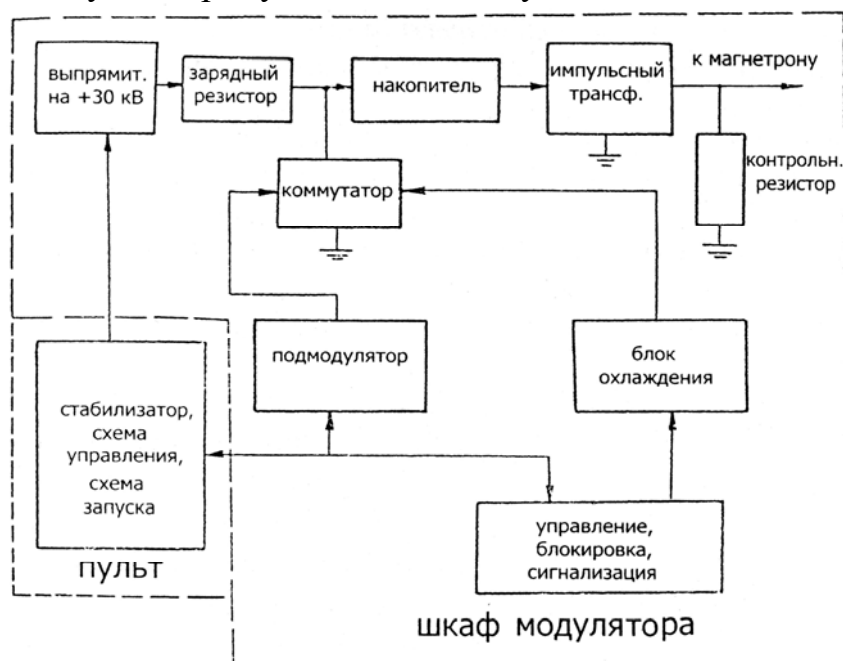 выпрямит.
на +30 кВ
зарядный
резистор
накопитель
импульсный
трансф.
к магнетрону
контрольн.
резистор
коммутатор
подмодулятор
блок
охлаждения
стабилизатор,
схема
управления,
схема
запуска
пульт
управление,
блокировка,
сигнализация
шкаф модулятора